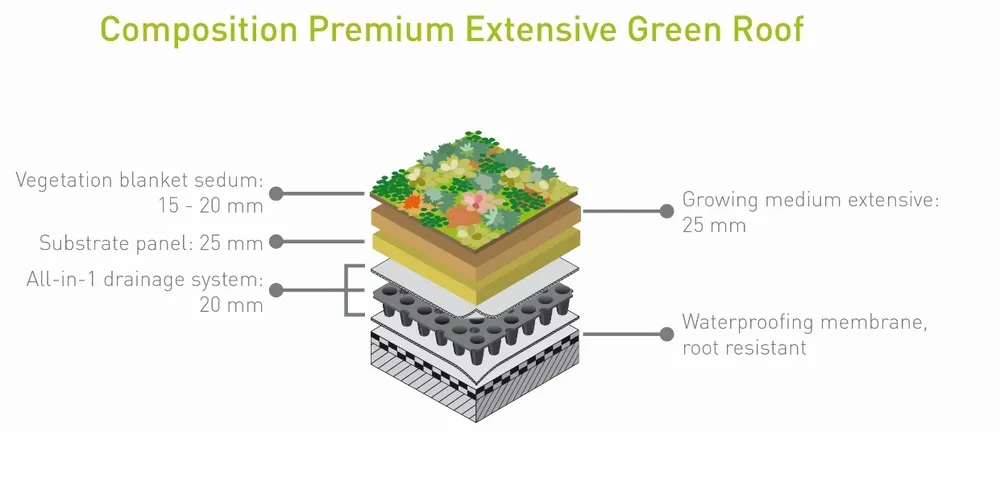 Composition Premium Extensive Green Roof
Vegetation blanket sedum:
15 - 20 mm
Substrate panel: 25 mm
All-in-1 drainage system:
20 mm
Growing medium extensive:
25 mm
Waterproofing membrane,
root resistant